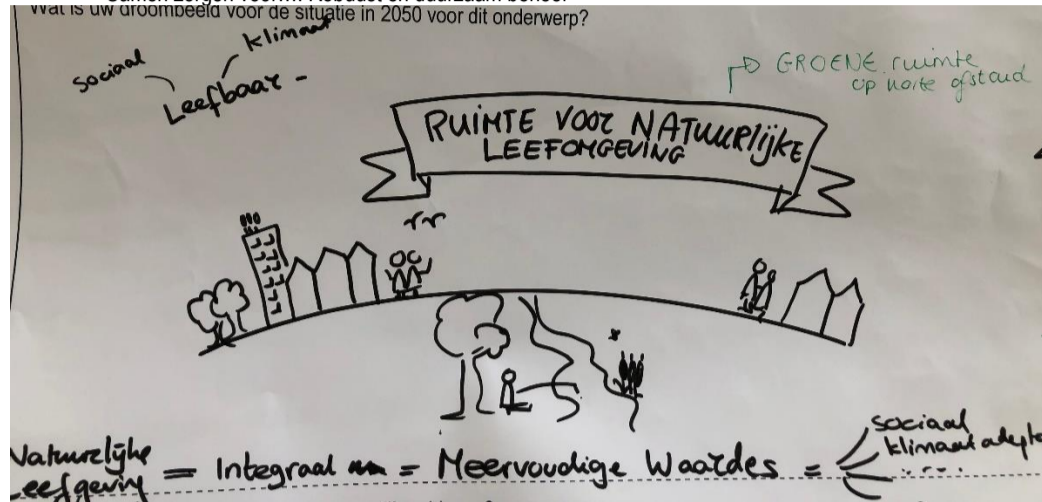 Wat is uw droombeeld voor de situatie in 2050 voor dit onderwerp?
sociaal
klimaat
Leefbaar -
GROENE ruimte
op korte afstand
RUIMTE VOOR NATUURLIJKE
LEEFOMGEVING
Natuurlijke
Leefgeving
= Integraal = Meervoudige Waardes =
sociaal
klimaatadapte